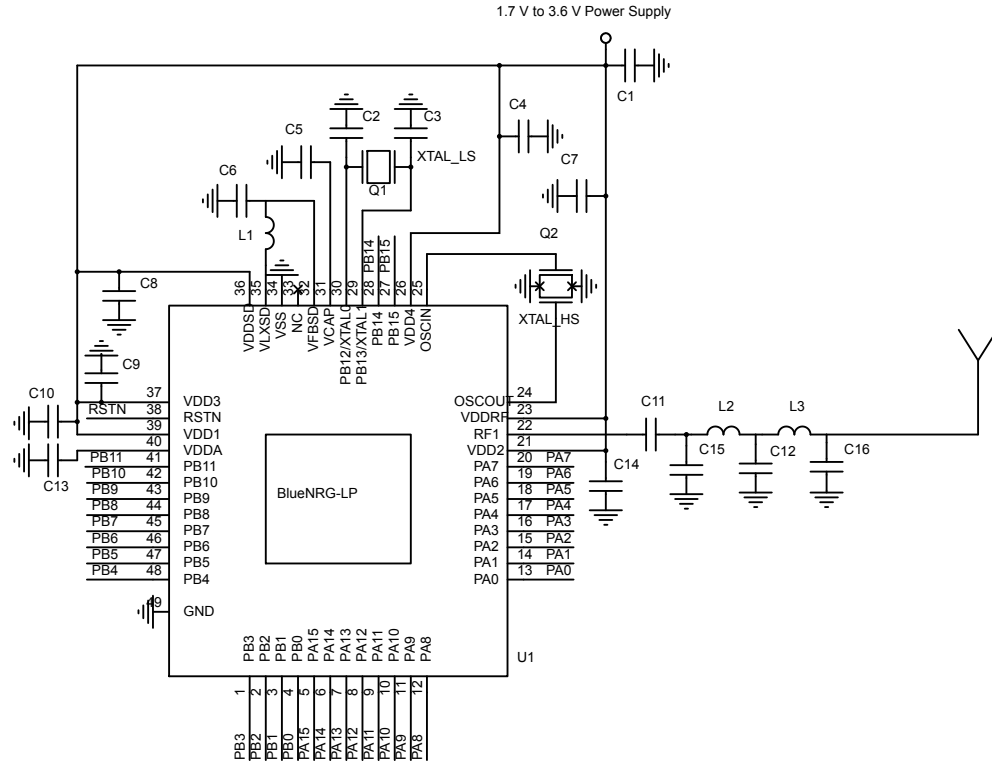 1.7 V to 3.6 V Power Supply
C1
C2
C3
C4
C5
XTAL_LS
C7
C6
Q1
L1
PB14
PB15
Q2
36
35
34
33
32
31
30
29
28
27
26
25
C8
VDDSD
VLXSD
VSS
NC
VFBSD
VCAP
PB12/XTAL0
PB13/XTAL1
PB14
PB15
VDD4
OSCIN
XTAL_HS
C9
C10
37 VDD3
RSTN 38 RSTN
39 VDD1
40 VDDA
C13
PB11 41 PB11
PB10 42 PB10
PB9 43 PB9
PB8 44 PB8
PB7 45 PB7
PB6 46 PB6
PB5 47 PB5
PB4 48 PB4
49 GND
BlueNRG-LP
OSCOUT 24
VDDRF 23
RF1 22
VDD2 21
PA7 20 PA7
PA6 19 PA6
PA5 18 PA5
PA4 17 PA4
PA3 16 PA3
PA2 15 PA2
PA1 14 PA1
PA0 13 PA0
C11
L2
L3
C14
C15
C12
C16
PB3
PB2
PB1
PB0
PA15
PA14
PA13
PA12
PA11
PA10
PA9
PA8
U1
1
2
3
4
5
6
7
8
9
10
11
12
PB3
PB2
PB1
PB0
PA15
PA14
PA13
PA12
PA11
PA10
PA9
PA8